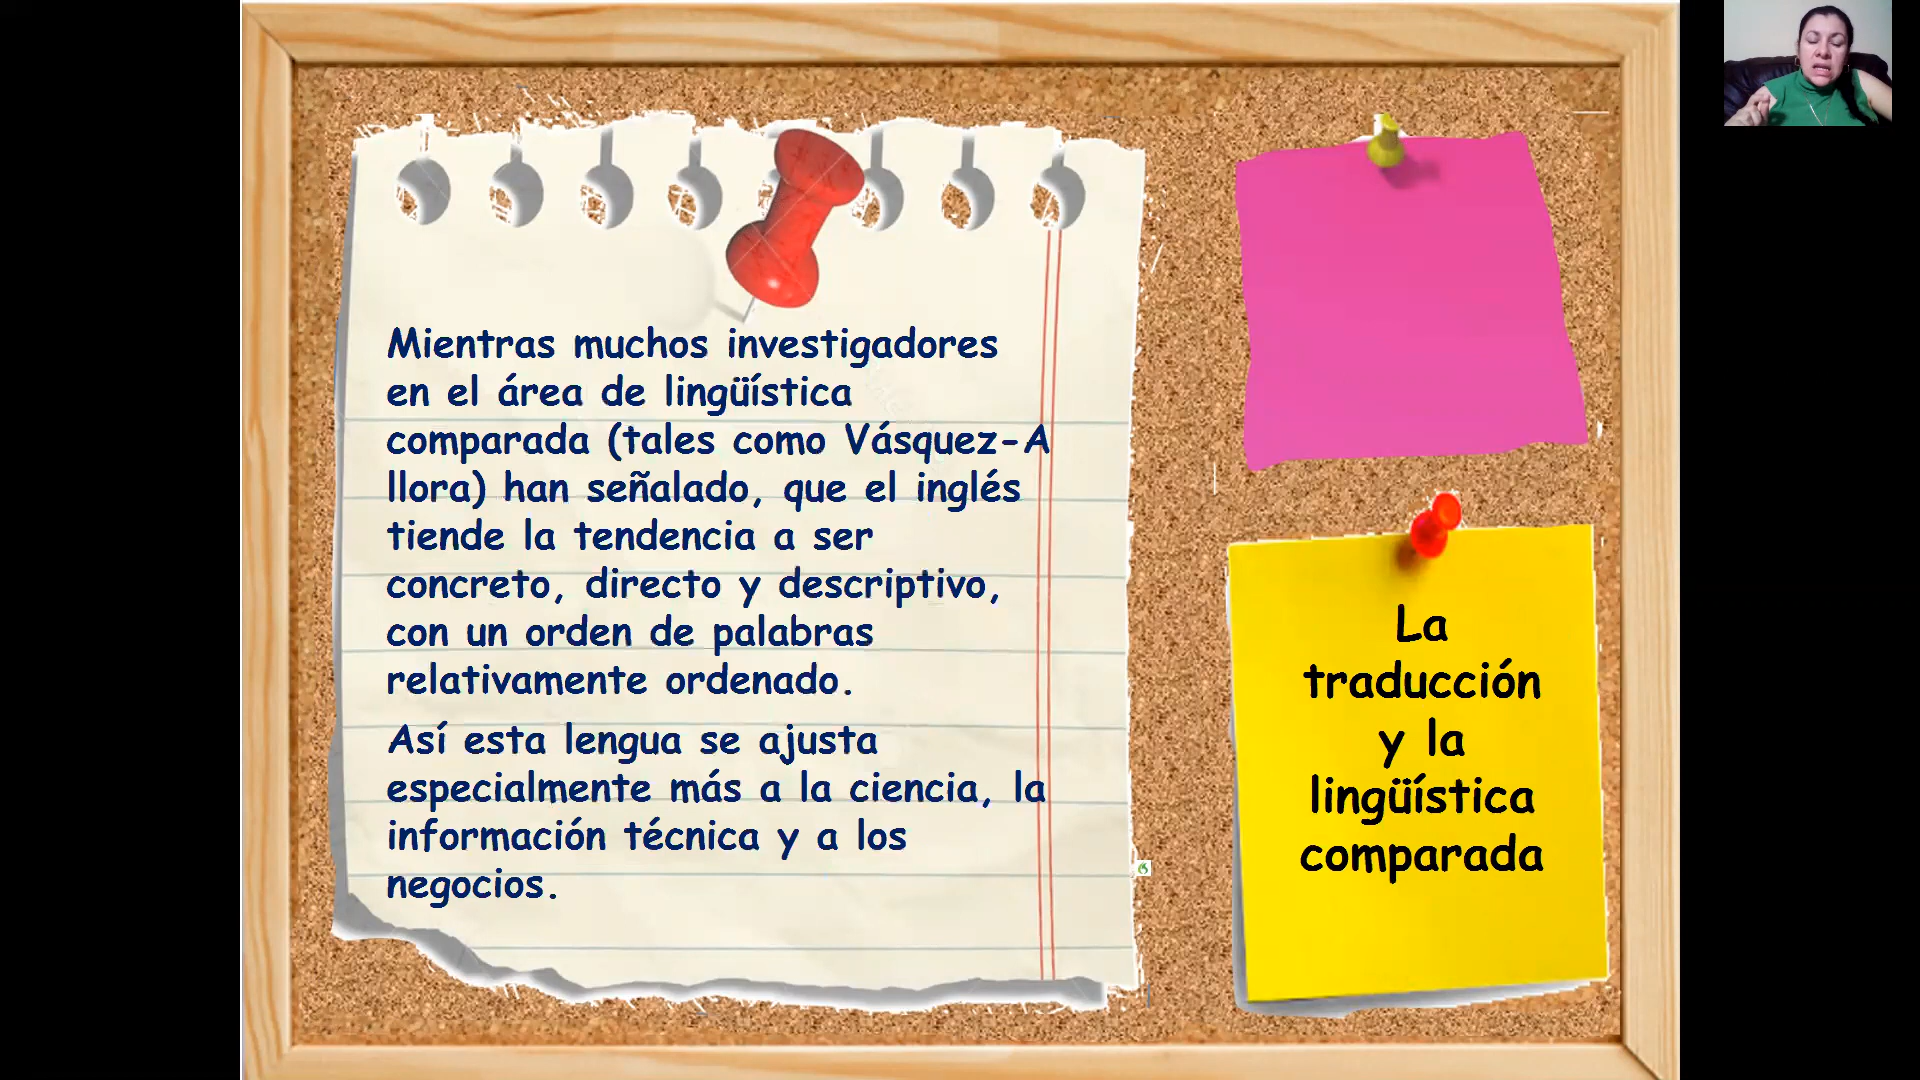 Mientras muchos investigadores
en el área de lingüística
comparada (tales como Vásquez-A
llora) han señalado, que el inglés
tiende la tendencia a ser
concreto, directo y descriptivo,
con un orden de palabras
relativamente ordenado.
Así esta lengua se ajusta
especialmente más a la ciencia, la
información técnica y a los
negocios.
La
traducción
y la
lingüística
comparada